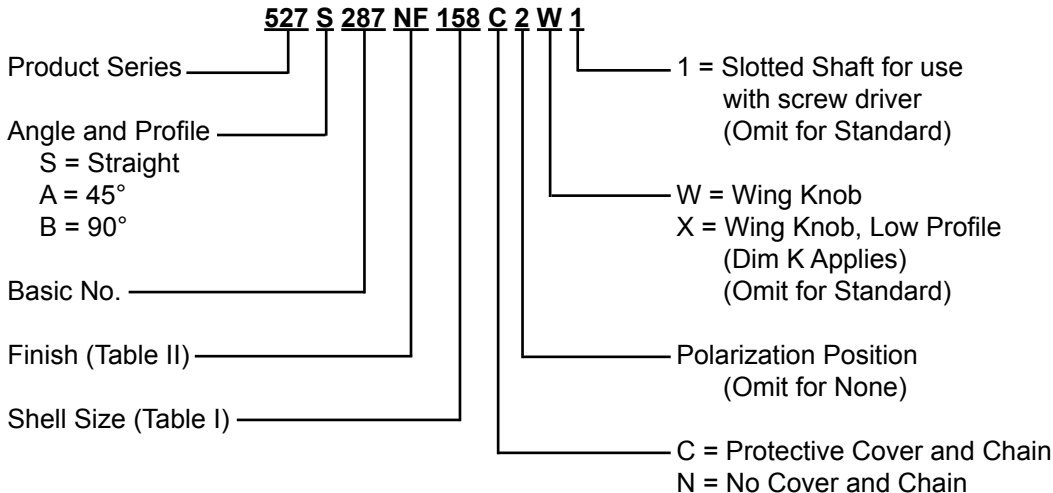 527 S 287 NF 158 C 2 W 1
Product Series
Angle and Profile
S = Straight
A = 45°
B = 90°
Basic No.
Finish (Table II)
Shell Size (Table I)
1 = Slotted Shaft for use
with screw driver
(Omit for Standard)
W = Wing Knob
X = Wing Knob, Low Profile
(Dim K Applies)
(Omit for Standard)
Polarization Position
(Omit for None)
C = Protective Cover and Chain
N = No Cover and Chain